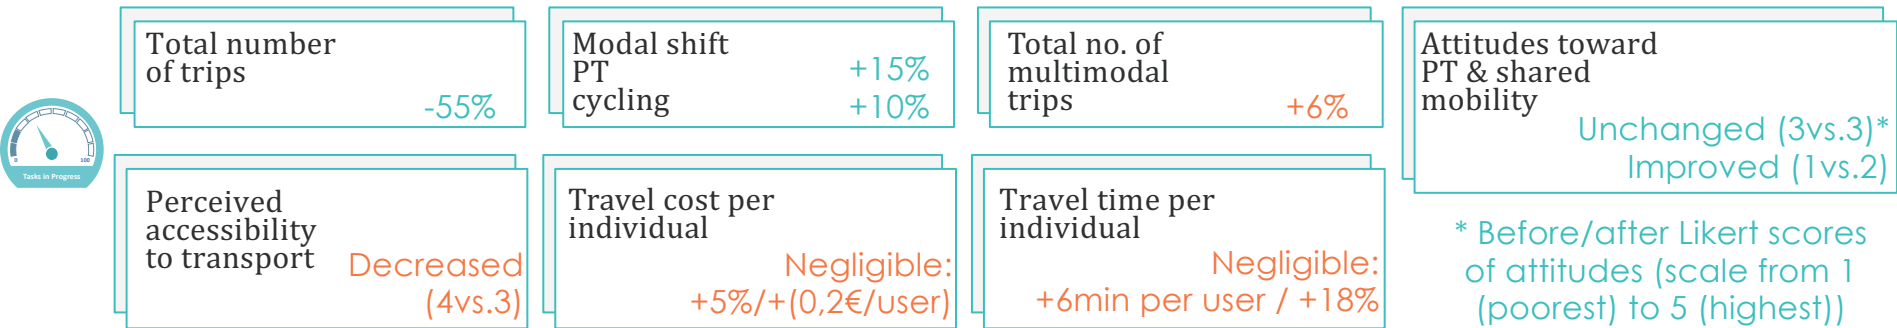 Total number
of trips
-55%
Modal shift
PT
+15%
cycling
+10%
Total no. of
multimodal
trips
+6%
Attitudes toward
PT & shared
mobility
Unchanged (3vs.3)*
Improved (1vs.2)
0
100
Tasks in Progress
Perceived
accessibility
to transport
Decreased
(4vs.3)
Travel cost per
individual
Negligible:
+5%/+(0,2€/user)
Travel time per
individual
Negligible:
+6min per user / +18%
* Before/after Likert scores
of attitudes (scale from 1
(poorest) to 5 (highest))